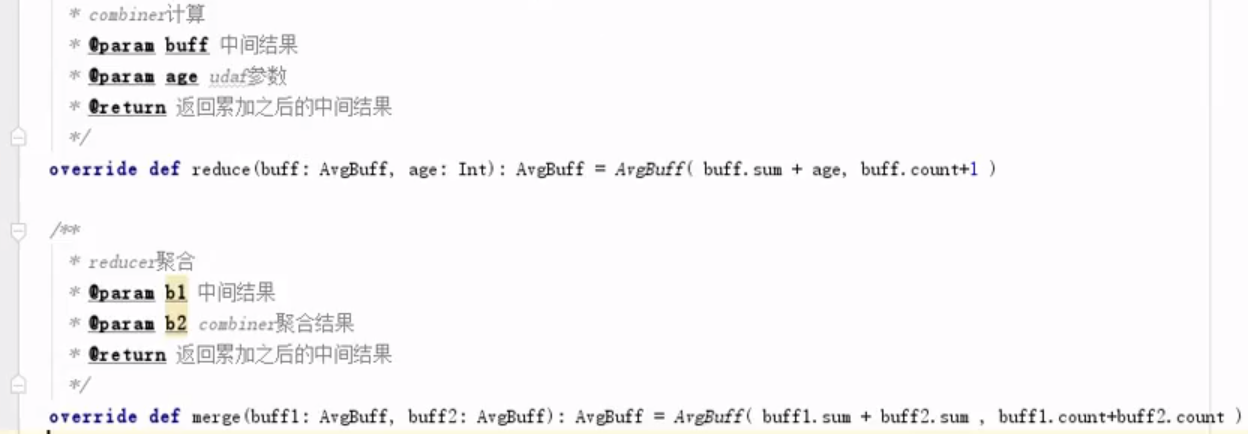 * combiner计算
* @param buff 中间结果
* @param age udaf参数
* @return 返回累加之后的中间结果
*/
override def reduce(buff: AvgBuff, age: Int): AvgBuff = AvgBuff( buff.sum + age, buff.count+1 )
/**
* reducer聚合
* @param b1 中间结果
* @param b2 combiner聚合结果
* @return 返回累加之后的中间结果
*/
override def merge(buff1: AvgBuff, buff2: AvgBuff): AvgBuff = AvgBuff( buff1.sum + buff2.sum , buff1.count+buff2.count )